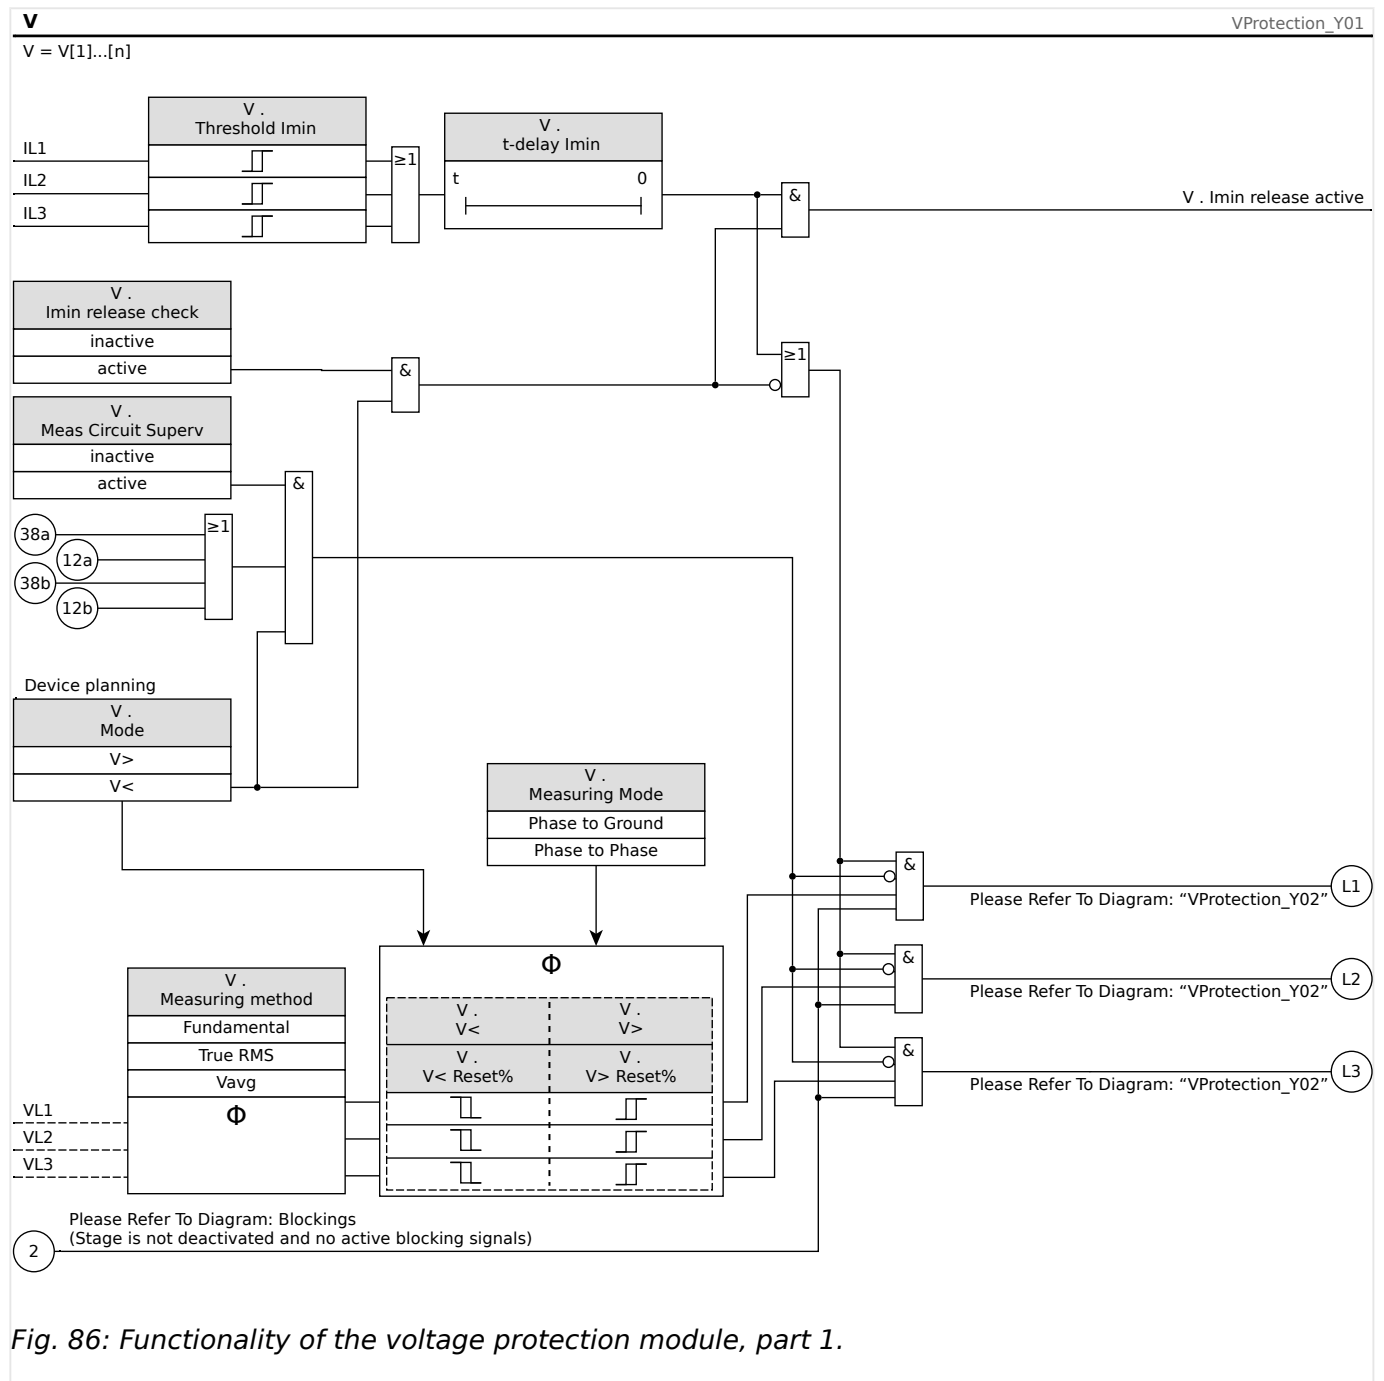 V
VProtection_Y01
V = V[1]...[n]
V .
Threshold Imin
IL1
IL2
IL3
≥1
V .
t-delay Imin
t
0
&
V . Imin release active
V .
Imin release check
inactive
active
&
≥1
V .
Meas Circuit Superv
inactive
active
&
38a
12a
38b
12b
≥1
Device planning
V .
Mode
V>
V<
V .
Measuring Mode
Phase to Ground
Phase to Phase
&
L1
Please Refer To Diagram: “VProtection_Y02”
&
L2
Please Refer To Diagram: “VProtection_Y02”
&
L3
Please Refer To Diagram: “VProtection_Y02”
V .
Measuring method
Fundamental
True RMS
Vavg
Φ
VL1
VL2
VL3
Φ
V .
V<
V .
V>
V .
V< Reset%
V .
V> Reset%
Please Refer To Diagram: Blockings
(Stage is not deactivated and no active blocking signals)
2
Fig. 86: Functionality of the voltage protection module, part 1.